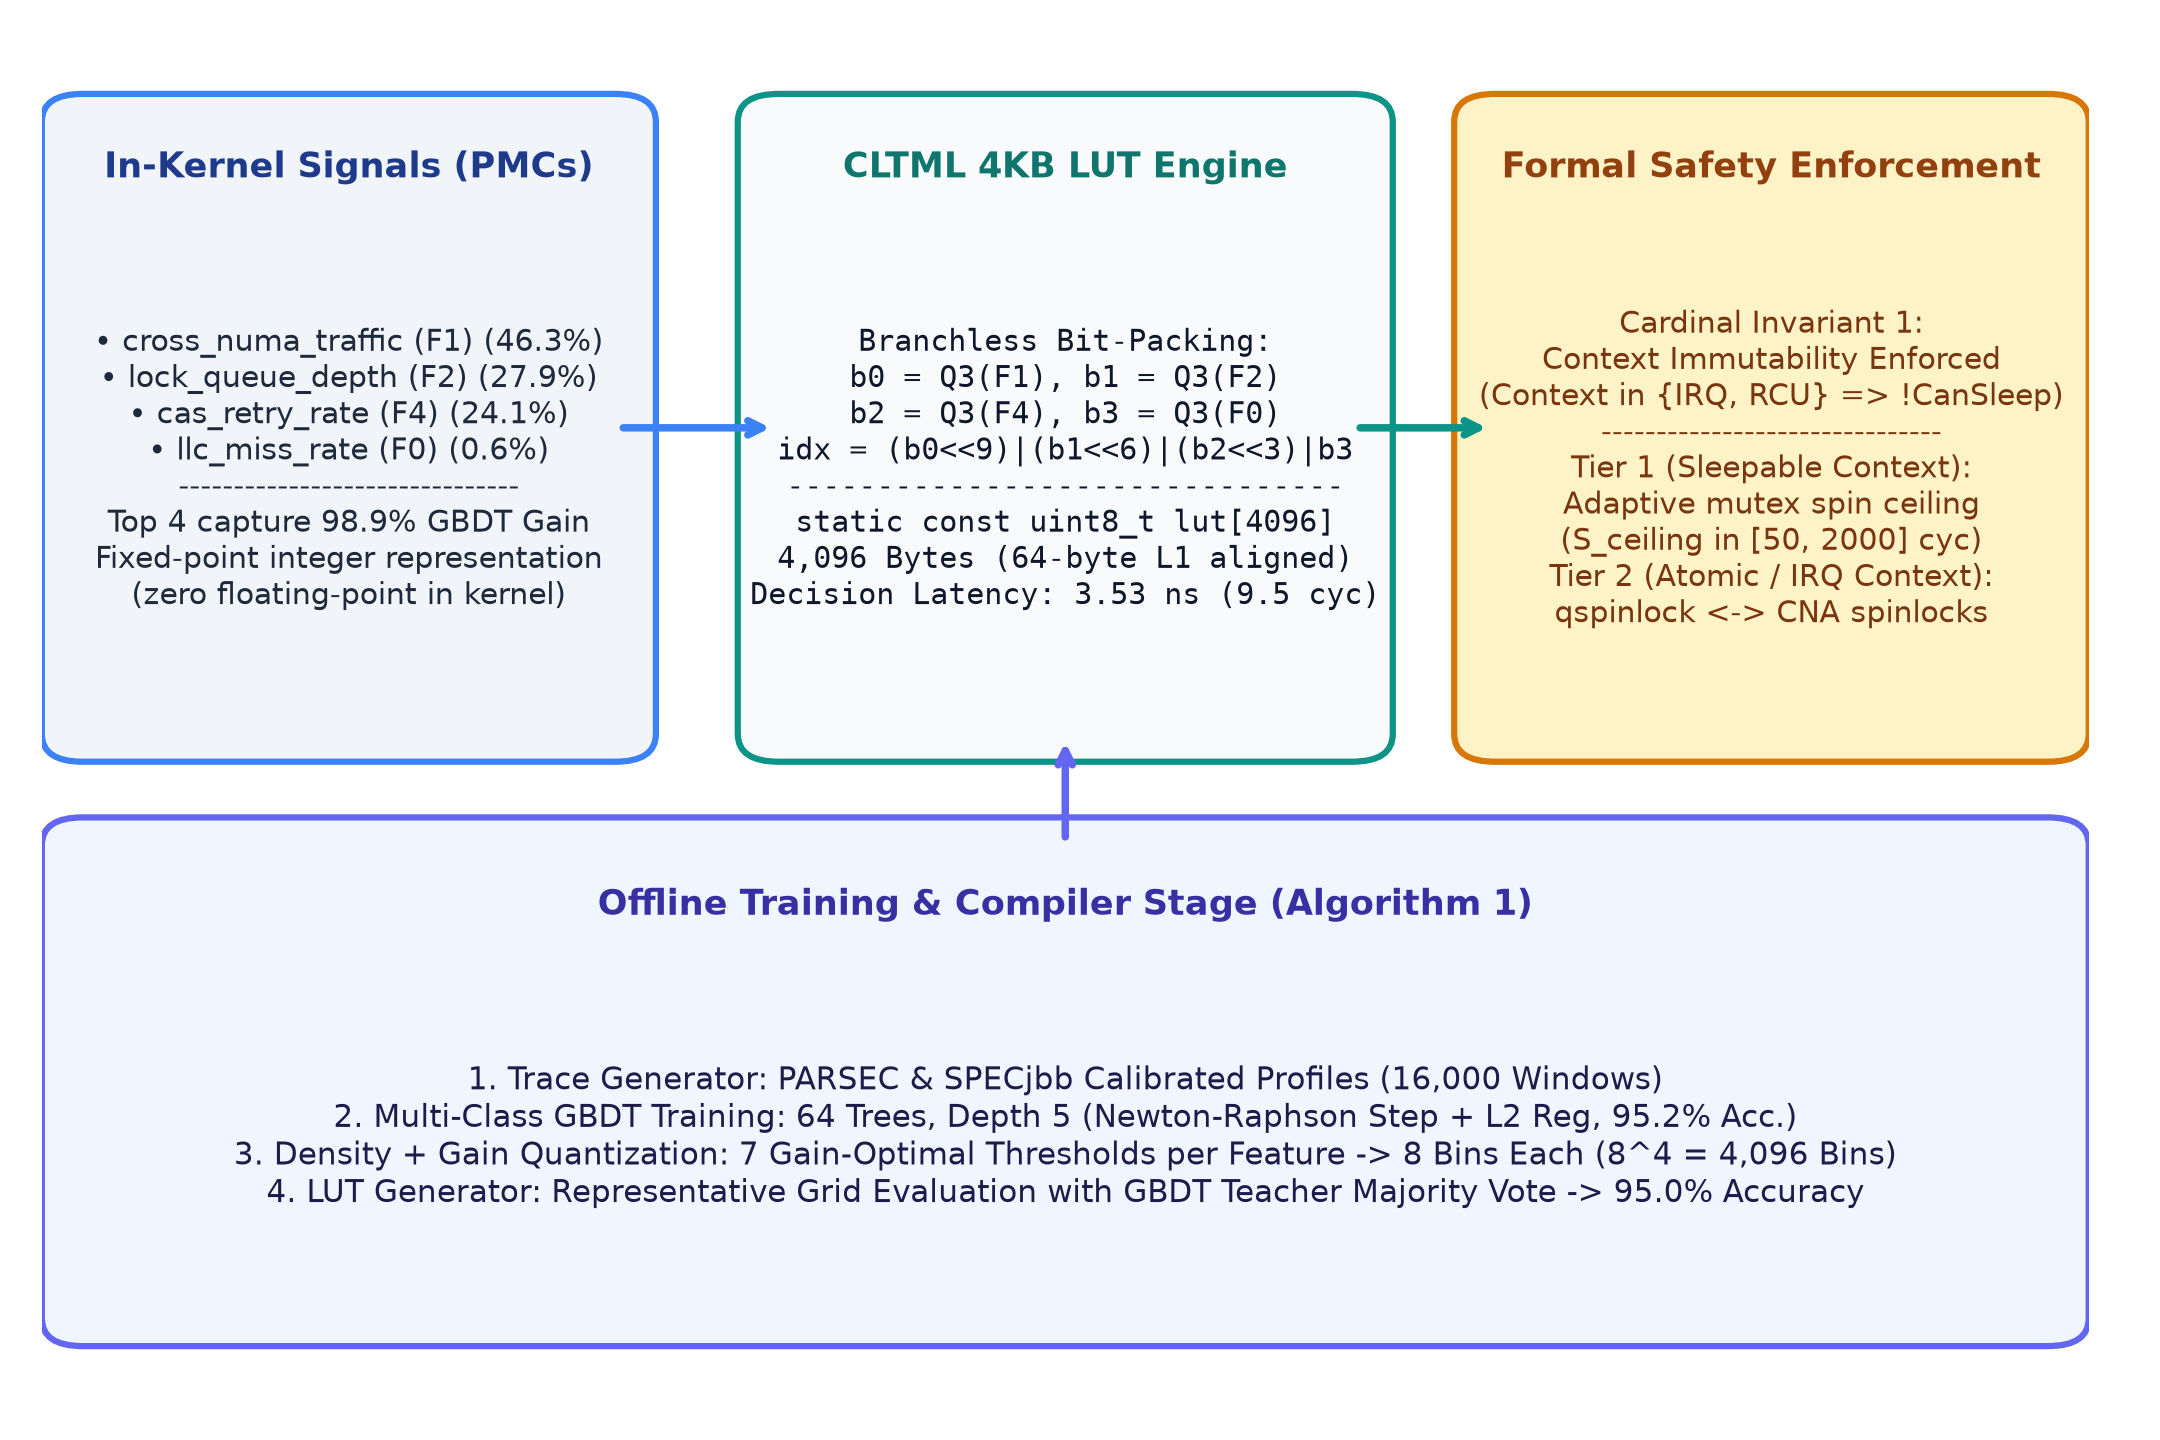 In-Kernel Signals (PMCs)
• cross_numa_traffic (F1) (46.3%)
• lock_queue_depth (F2) (27.9%)
• cas_retry_rate (F4) (24.1%)
• llc_miss_rate (F0) (0.6%)
-------------------------------
Top 4 capture 98.9% GBDT Gain
Fixed-point integer representation
(zero floating-point in kernel)
CLTML 4KB LUT Engine
Branchless Bit-Packing:
b0 = Q3(F1), b1 = Q3(F2)
b2 = Q3(F4), b3 = Q3(F0)
idx = (b0<<9)|(b1<<6)|(b2<<3)|b3
-------------------------------
static const uint8_t lut[4096]
4,096 Bytes (64-byte L1 aligned)
Decision Latency: 3.53 ns (9.5 cyc)
Formal Safety Enforcement
Cardinal Invariant 1:
Context Immutability Enforced
(Context in {IRQ, RCU} => !CanSleep)
-------------------------------
Tier 1 (Sleepable Context):
Adaptive mutex spin ceiling
(S_ceiling in [50, 2000] cyc)
Tier 2 (Atomic / IRQ Context):
qspinlock <-> CNA spinlocks
Offline Training & Compiler Stage (Algorithm 1)
1. Trace Generator: PARSEC & SPECjbb Calibrated Profiles (16,000 Windows)
2. Multi-Class GBDT Training: 64 Trees, Depth 5 (Newton-Raphson Step + L2 Reg, 95.2% Acc.)
3. Density + Gain Quantization: 7 Gain-Optimal Thresholds per Feature -> 8 Bins Each (8^4 = 4,096 Bins)
4. LUT Generator: Representative Grid Evaluation with GBDT Teacher Majority Vote -> 95.0% Accuracy